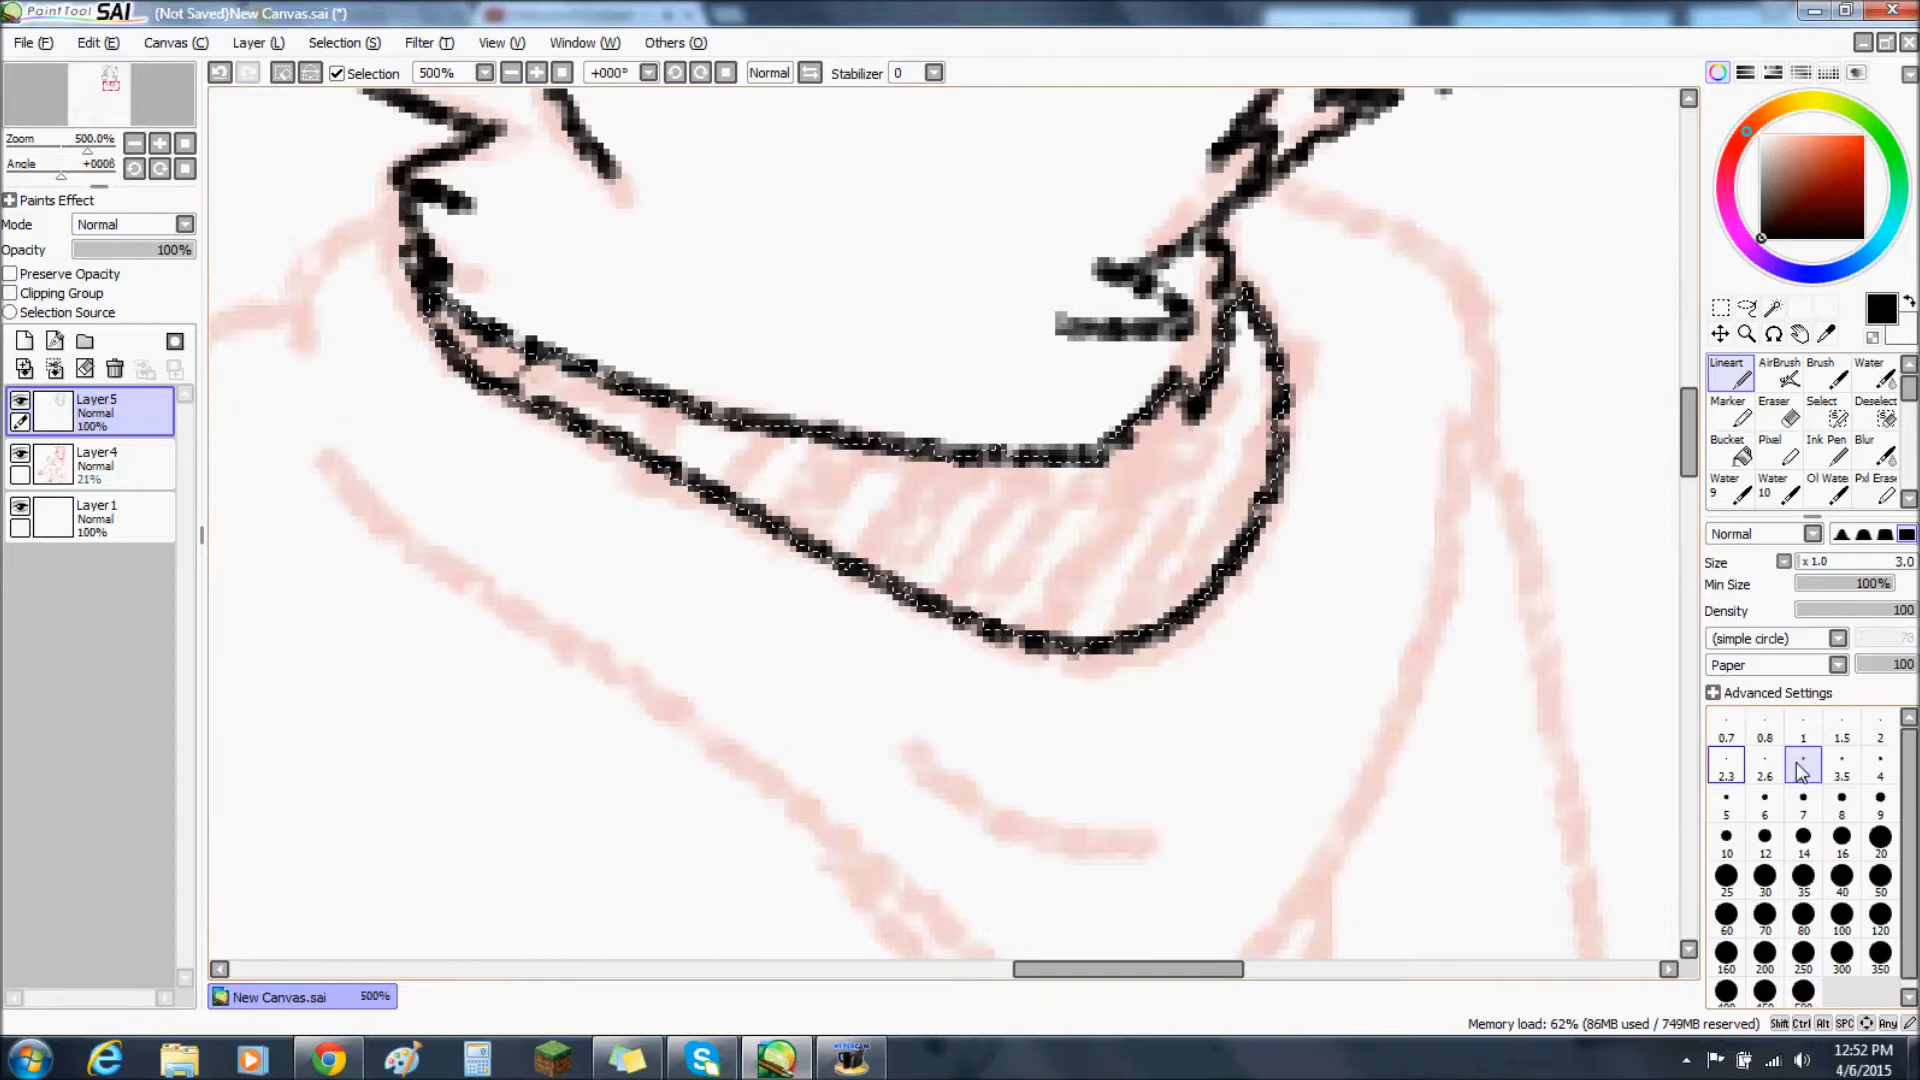 PaintTool SAI (Not Saved)New Canvas.sai (*)
File (F) Edit (E) Canvas (C) Layer (L) Selection (S) Filter (T) View (V) Window (W) Others (O)
Selection 500% +000° Normal Stabilizer 0
Zoom 500.0%
Angle +000ß
Paints Effect
Mode Normal
Opacity 100%
Preserve Opacity
Clipping Group
Selection Source
Layer5
Normal
100%
Layer4
Normal
21%
Layer1
Normal
100%
Lineart AirBrush Brush Water
Marker Eraser Select Deselect
Bucket Pixel Ink Pen Blur
Water 9 Water 10 Ol Wate Pxl Erase
Normal
Size x 1.0 3.0
Min Size 100%
Density 100
(simple circle) 78
Paper 100
Advanced Settings
0.7 0.8 1 1.5 2
2.3 2.6 3.5 4
5 6 7 8 9
10 12 14 16 20
25 30 35 40 50
60 70 80 100 120
160 200 250 300 350
400 450 500
New Canvas.sai 500%
Memory load: 62% (86MB used / 749MB reserved) Shift Ctrl Alt SPC Any
HYPERCAM
12:52 PM
4/6/2015